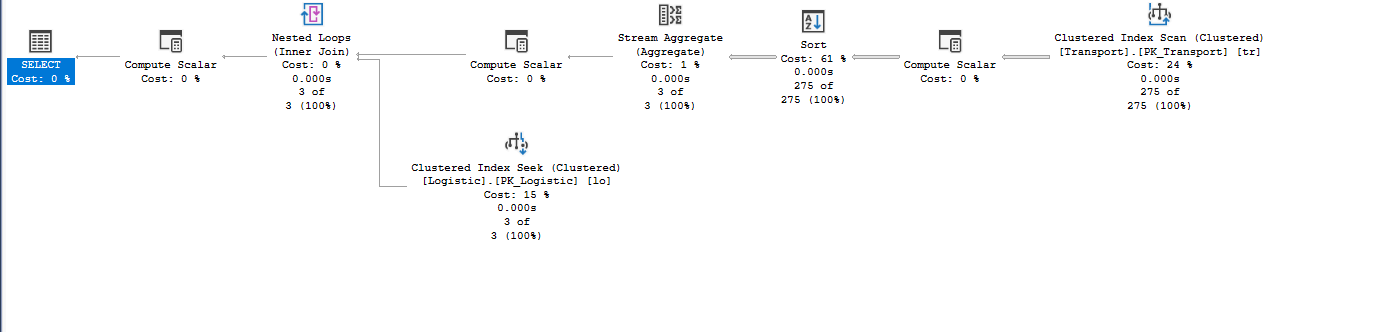 SELECT
Cost: 0 %
Compute Scalar
Cost: 0 %
Nested Loops
(Inner Join)
Cost: 0 %
0.000s
3 of
3 (100%)
Compute Scalar
Cost: 0 %
Stream Aggregate
(Aggregate)
Cost: 1 %
0.000s
3 of
3 (100%)
Sort
Cost: 61 %
0.000s
275 of
275 (100%)
Compute Scalar
Cost: 0 %
Clustered Index Scan (Clustered)
[Transport].[PK_Transport] [tr]
Cost: 24 %
0.000s
275 of
275 (100%)
Clustered Index Seek (Clustered)
[Logistic].[PK_Logistic] [lo]
Cost: 15 %
0.000s
3 of
3 (100%)